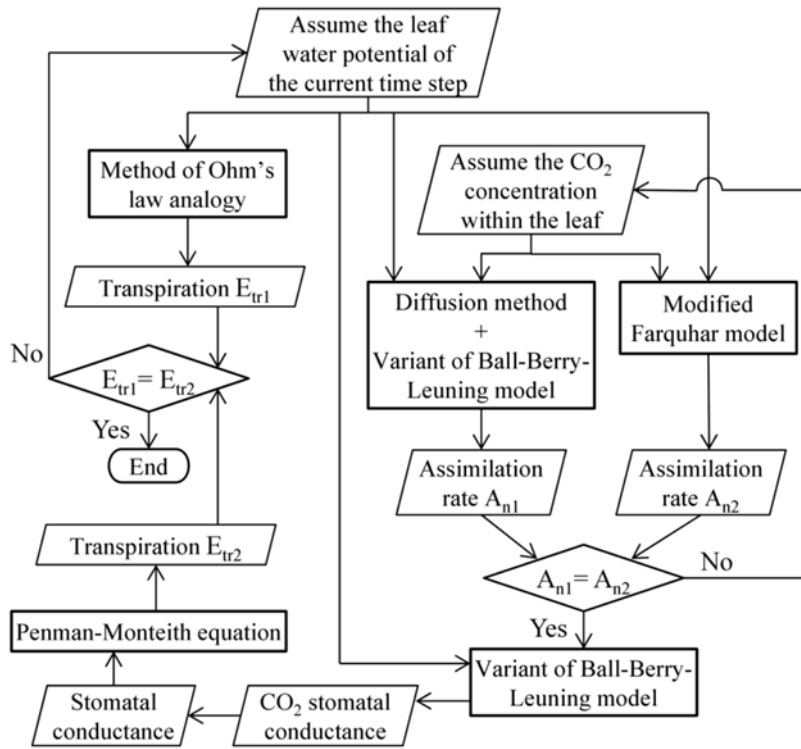 Assume the leaf
water potential of
the current time step
Method of Ohm's
law analogy
Assume the CO₂
concentration
within the leaf
Transpiration Eₜᵣ₁
Diffusion method
+
Variant of Ball-Berry-
Leuning model
Modified
Farquhar model
No
Eₜᵣ₁= Eₜᵣ₂
Yes
End
Assimilation
rate Aₙ₁
Assimilation
rate Aₙ₂
Transpiration Eₜᵣ₂
Aₙ₁= Aₙ₂
No
Yes
Penman-Monteith equation
Variant of Ball-Berry-
Leuning model
CO₂ stomatal
conductance
Stomatal
conductance